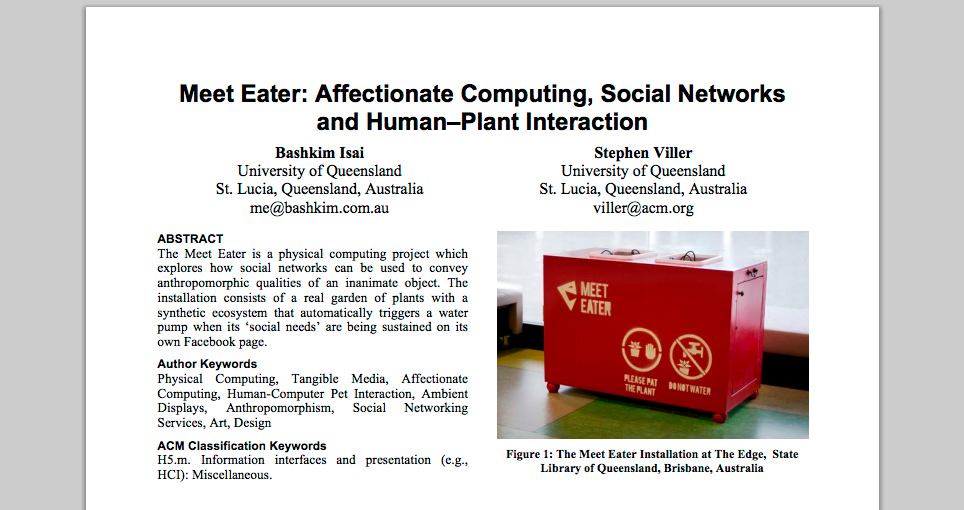 Meet Eater: Affectionate Computing, Social Networks
and Human–Plant Interaction
Bashkim Isai
University of Queensland
St. Lucia, Queensland, Australia
me@bashkim.com.au
Stephen Viller
University of Queensland
St. Lucia, Queensland, Australia
viller@acm.org
ABSTRACT
The Meet Eater is a physical computing project which
explores how social networks can be used to convey
anthropomorphic qualities of an inanimate object. The
installation consists of a real garden of plants with a
synthetic ecosystem that automatically triggers a water
pump when its ‘social needs’ are being sustained on its
own Facebook page.
Author Keywords
Physical Computing, Tangible Media, Affectionate
Computing, Human-Computer Pet Interaction, Ambient
Displays, Anthropomorphism, Social Networking
Services, Art, Design
ACM Classification Keywords
H5.m. Information interfaces and presentation (e.g.,
HCI): Miscellaneous.
MEET
EATER
PLEASE PAT
THE PLANT
DO NOT WATER
Figure 1: The Meet Eater Installation at The Edge, State
Library of Queensland, Brisbane, Australia